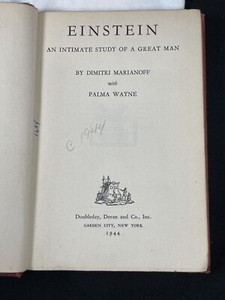 EINSTEIN
AN INTIMATE STUDY OF A GREAT MAN
BY DIMITRI MARIANOFF
with
PALMA WAYNE
C 1944
Doubleday, Doran and Co., Inc.
GARDEN CITY, NEW YORK
1944